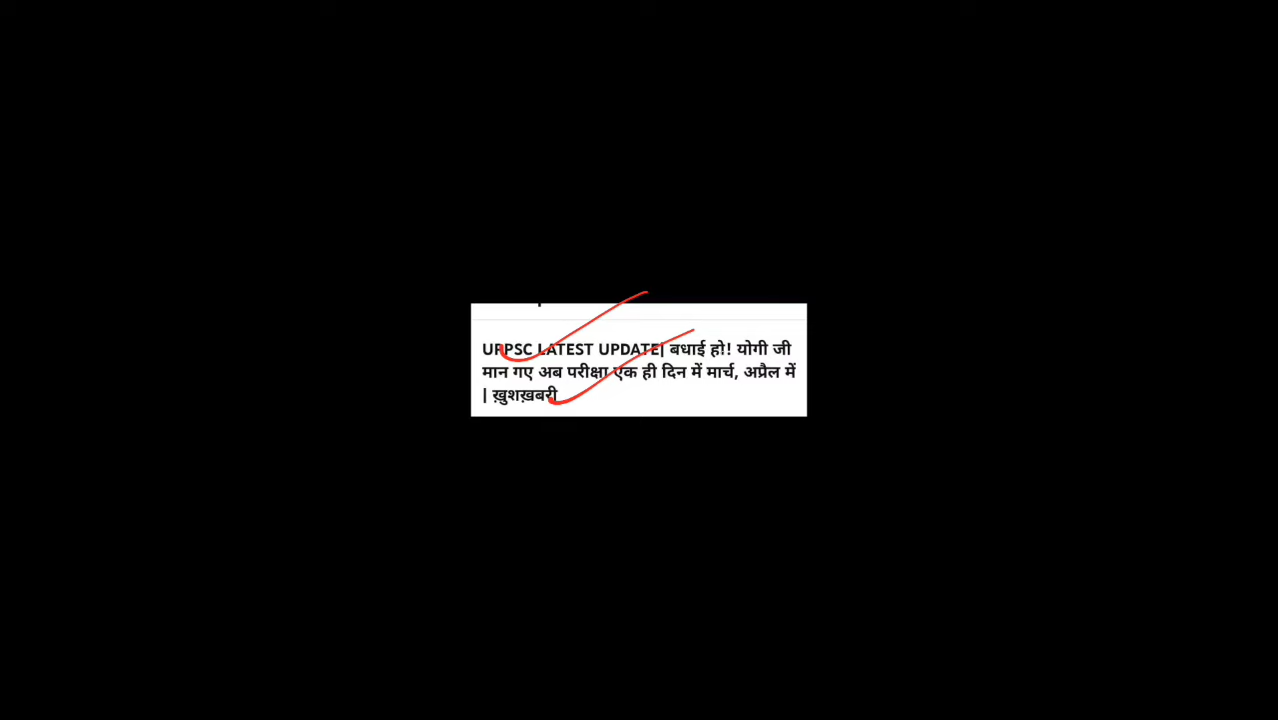 UPPSC LATEST UPDATE| बधाई हो! योगी जी
मान गए अब परीक्षा एक ही दिन में मार्च, अप्रैल में
| ख़ुशख़बरी